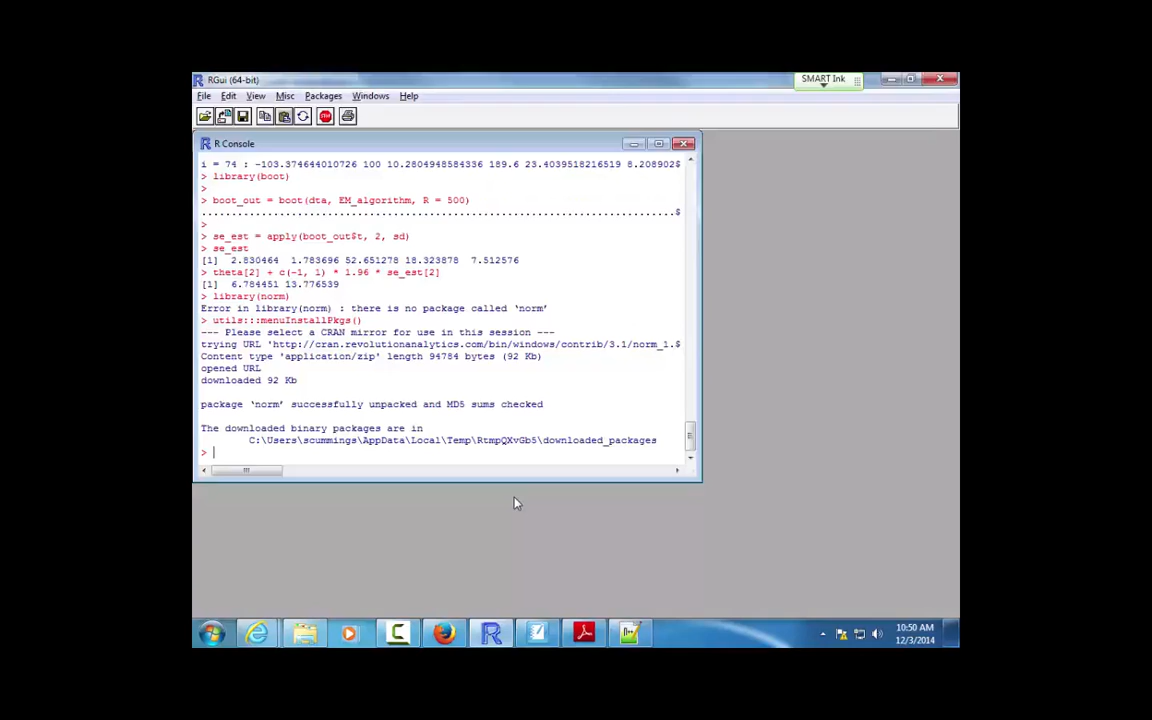 RGui (64-bit)
SMART Ink
File Edit View Misc Packages Windows Help
R Console
i = 74 : -103.374644010726 100 10.2804948584336 189.6 23.4039518216519 8.208902$
> library(boot)
>
> boot_out = boot(dta, EM_algorithm, R = 500)
................................................................................$
>
> se_est = apply(boot_out$t, 2, sd)
> se_est
[1]  2.830464  1.783696 52.651278 18.323878  7.512576
> theta[2] + c(-1, 1) * 1.96 * se_est[2]
[1]  6.784451 13.776539
> library(norm)
Error in library(norm) : there is no package called ‘norm’
> utils:::menuInstallPkgs()
--- Please select a CRAN mirror for use in this session ---
trying URL 'http://cran.revolutionanalytics.com/bin/windows/contrib/3.1/norm_1.$
Content type 'application/zip' length 94784 bytes (92 Kb)
opened URL
downloaded 92 Kb
package ‘norm’ successfully unpacked and MD5 sums checked
The downloaded binary packages are in
C:\Users\scummings\AppData\Local\Temp\RtmpQXvGb5\downloaded_packages
>
10:50 AM
12/3/2014